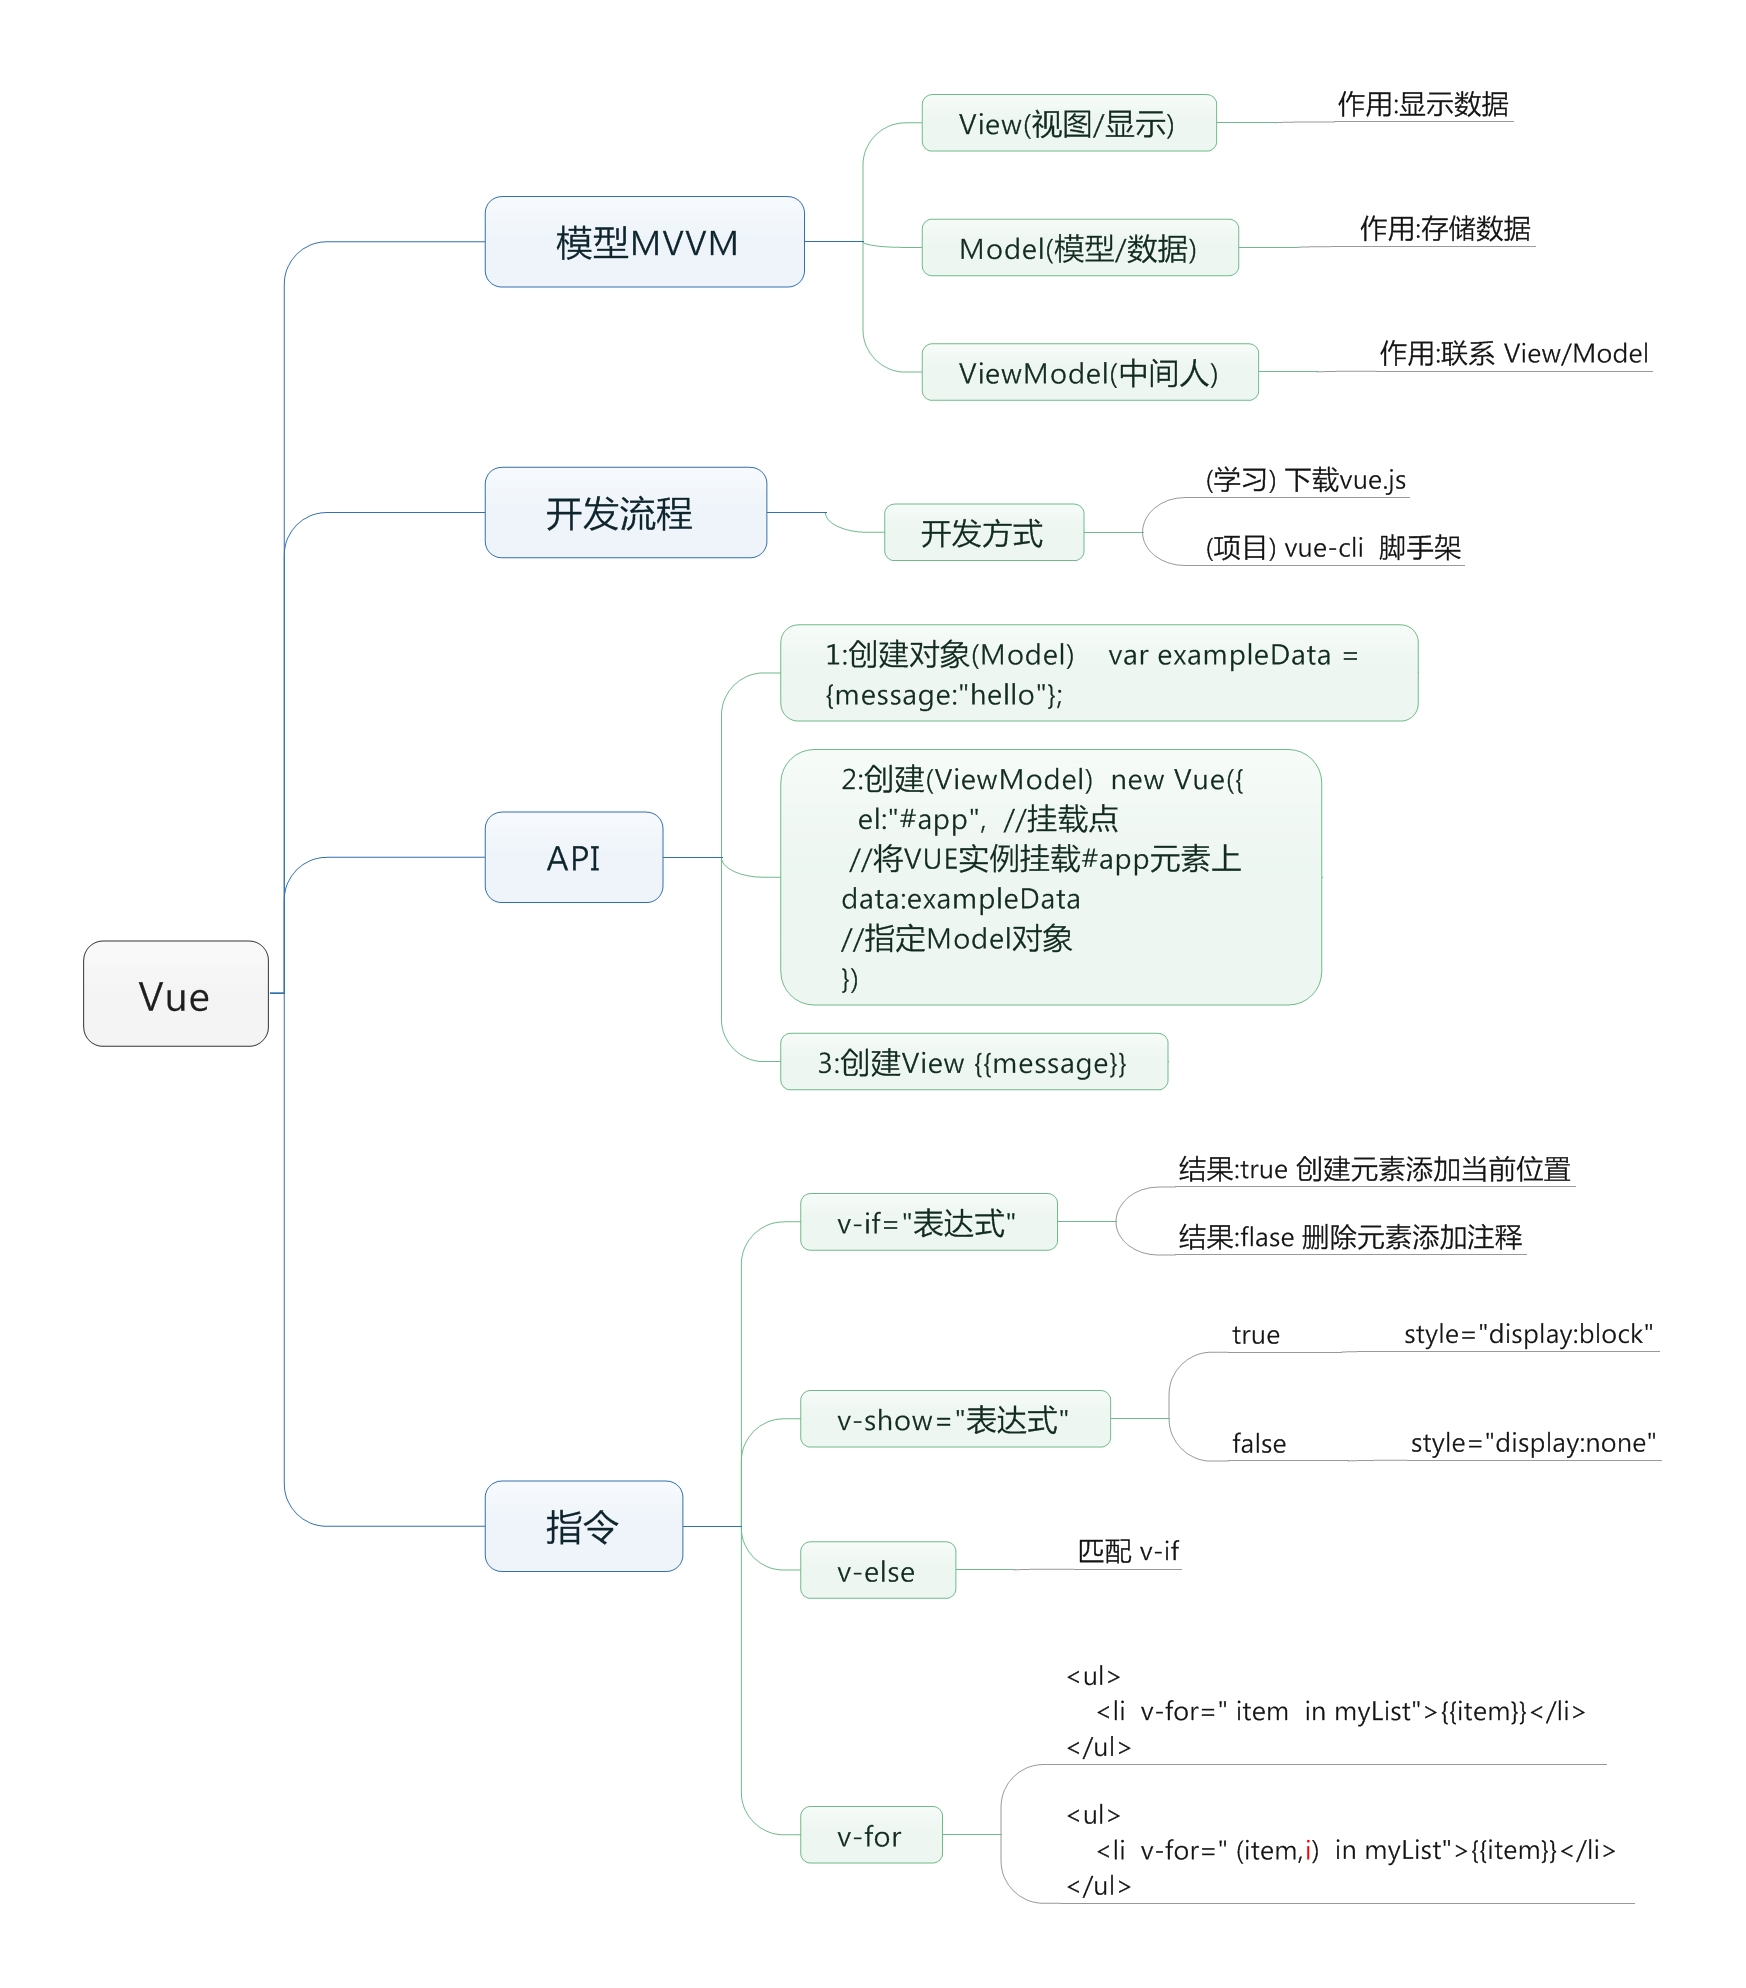 Vue
模型MVVM
View(视图/显示)
作用:显示数据
Model(模型/数据)
作用:存储数据
ViewModel(中间人)
作用:联系 View/Model
开发流程
开发方式
(学习) 下载vue.js
(项目) vue-cli  脚手架
API
1:创建对象(Model)    var exampleData =
{message:"hello"};
2:创建(ViewModel)  new Vue({
  el:"#app",  //挂载点
 //将VUE实例挂载#app元素上
data:exampleData
//指定Model对象
})
3:创建View {{message}}
指令
v-if="表达式"
结果:true 创建元素添加当前位置
结果:flase 删除元素添加注释
v-show="表达式"
true
style="display:block"
false
style="display:none"
v-else
匹配 v-if
v-for
<ul>
    <li  v-for=" item  in myList">{{item}}</li>
</ul>
<ul>
    <li  v-for=" (item,i)  in myList">{{item}}</li>
</ul>